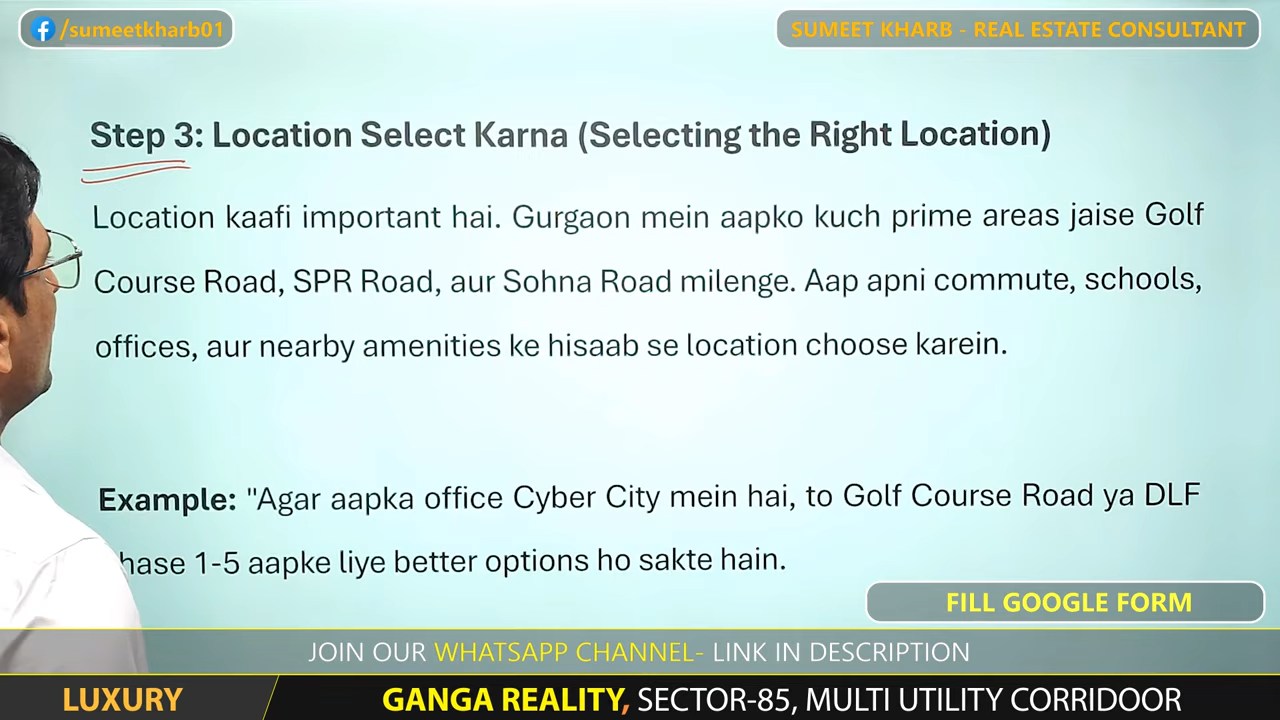 /sumeetkharb01
SUMEET KHARB - REAL ESTATE CONSULTANT
Step 3: Location Select Karna (Selecting the Right Location)
Location kaafi important hai. Gurgaon mein aapko kuch prime areas jaise Golf
Course Road, SPR Road, aur Sohna Road milenge. Aap apni commute, schools,
offices, aur nearby amenities ke hisaab se location choose karein.
Example: "Agar aapka office Cyber City mein hai, to Golf Course Road ya DLF
hase 1-5 aapke liye better options ho sakte hain.
FILL GOOGLE FORM
JOIN OUR WHATSAPP CHANNEL- LINK IN DESCRIPTION
LUXURY
GANGA REALITY, SECTOR-85, MULTI UTILITY CORRIDOOR